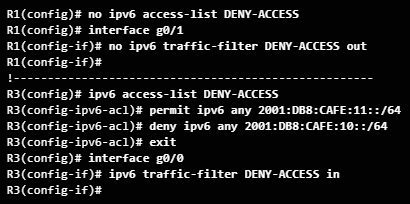 R1(config)# no ipv6 access-list DENY-ACCESS
R1(config)# interface g0/1
R1(config-if)# no ipv6 traffic-filter DENY-ACCESS out
R1(config-if)#
!----------------------------------------------------
R3(config)# ipv6 access-list DENY-ACCESS
R3(config-ipv6-acl)# permit ipv6 any 2001:DB8:CAFE:11::/64
R3(config-ipv6-acl)# deny ipv6 any 2001:DB8:CAFE:10::/64
R3(config-ipv6-acl)# exit
R3(config)# interface g0/0
R3(config-if)# ipv6 traffic-filter DENY-ACCESS in
R3(config-if)#